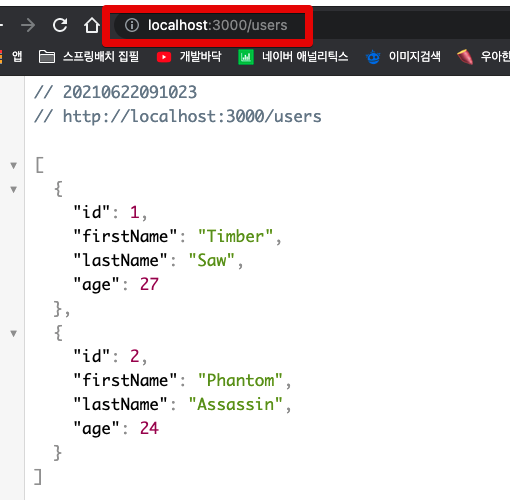 localhost:3000/users
앱 스프링배치 집필 개발바닥 네이버 애널리틱스 이미지검색 우아한
// 20210622091023
// http://localhost:3000/users
[
{
"id": 1,
"firstName": "Timber",
"lastName": "Saw",
"age": 27
},
{
"id": 2,
"firstName": "Phantom",
"lastName": "Assassin",
"age": 24
}
]